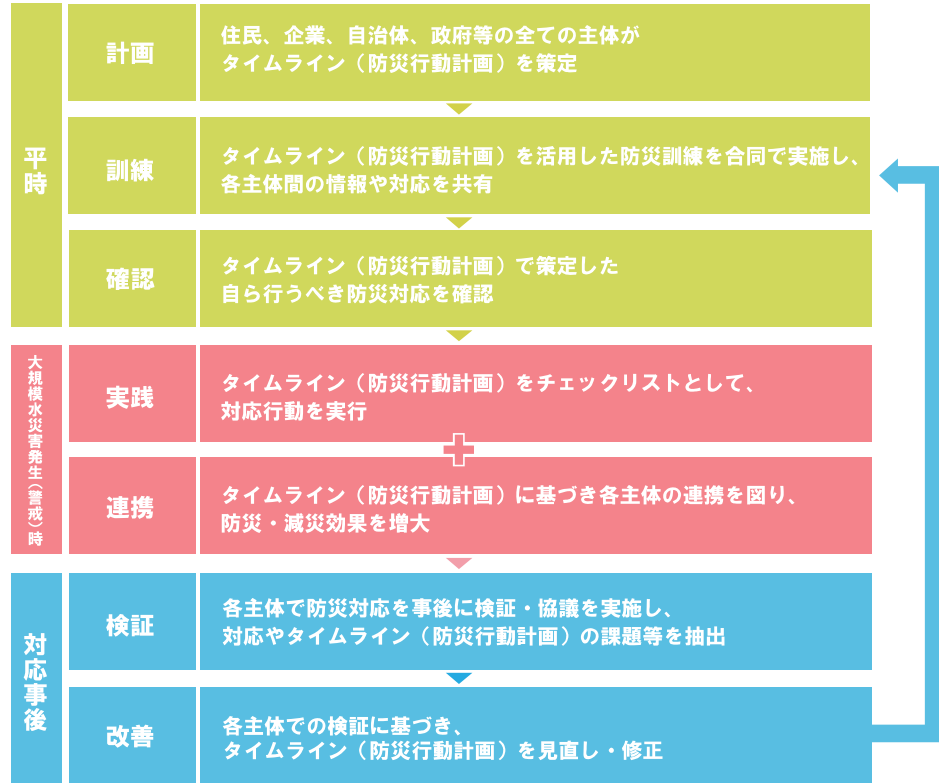 平時
計画
住民、企業、自治体、政府等の全ての主体が
タイムライン（防災行動計画）を策定
訓練
タイムライン（防災行動計画）を活用した防災訓練を合同で実施し、
各主体間の情報や対応を共有
確認
タイムライン（防災行動計画）で策定した
自ら行うべき防災対応を確認
大規模水災害発生（警戒）時
実践
タイムライン（防災行動計画）をチェックリストとして、
対応行動を実行
連携
タイムライン（防災行動計画）に基づき各主体の連携を図り、
防災・減災効果を増大
対応事後
検証
各主体で防災対応を事後に検証・協議を実施し、
対応やタイムライン（防災行動計画）の課題等を抽出
改善
各主体での検証に基づき、
タイムライン（防災行動計画）を見直し・修正